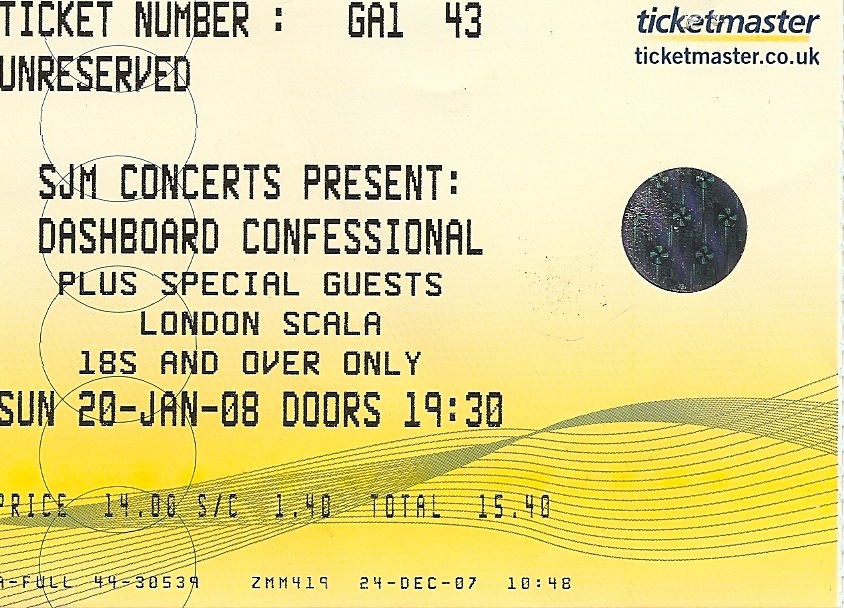 TICKET NUMBER : GA1 43
ticketmaster
ticketmaster.co.uk
UNRESERVED
SJM CONCERTS PRESENT:
DASHBOARD CONFESSIONAL
PLUS SPECIAL GUESTS
LONDON SCALA
18S AND OVER ONLY
SUN 20-JAN-08 DOORS 19:30
PRICE 14.00 S/C 1.40 TOTAL 15.40
A-FULL 44-30539 ZMM419 24-DEC-07 10:48